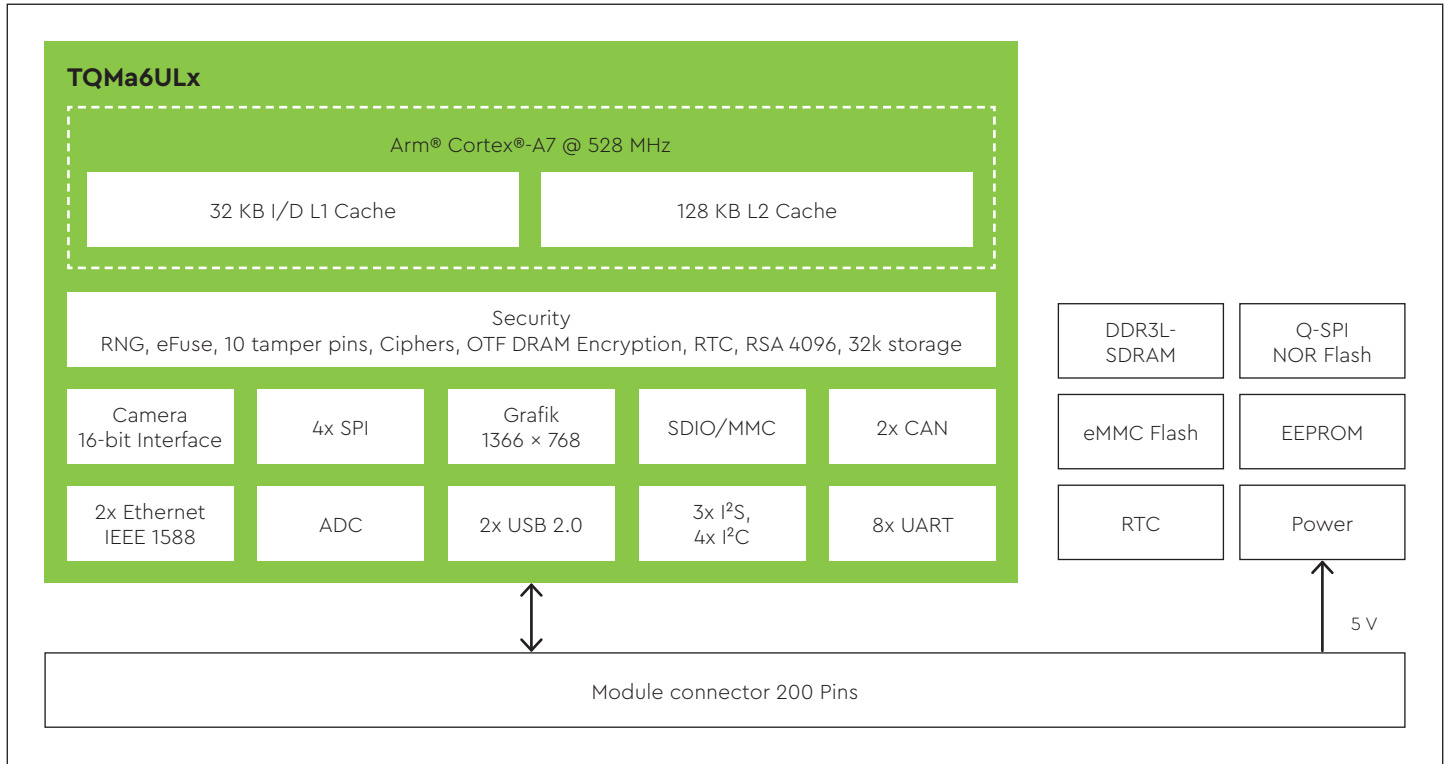 TQMa6ULx
Arm® Cortex®-A7 @ 528 MHz
32 KB I/D L1 Cache
128 KB L2 Cache
Security
RNG, eFuse, 10 tamper pins, Ciphers, OTF DRAM Encryption, RTC, RSA 4096, 32k storage
Camera
16-bit Interface
4x SPI
Grafik
1366 × 768
SDIO/MMC
2x CAN
2x Ethernet
IEEE 1588
ADC
2x USB 2.0
3x I²S,
4x I²C
8x UART
DDR3L-
SDRAM
Q-SPI
NOR Flash
eMMC Flash
EEPROM
RTC
Power
5 V
Module connector 200 Pins